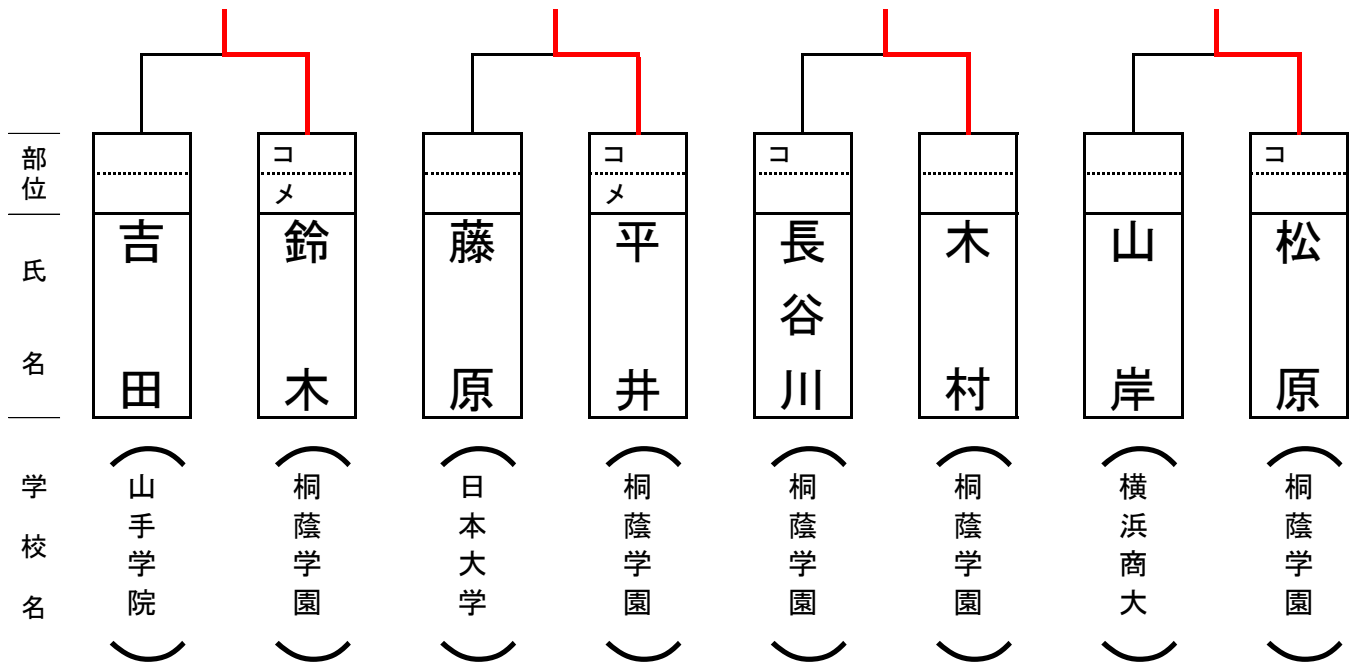 部位
コ
メ
コ
メ
コ
コ
氏名
吉田
鈴木
藤原
平井
長谷川
木村
山岸
松原
学校名
(山手学院)
(桐蔭学園)
(日本大学)
(桐蔭学園)
(桐蔭学園)
(桐蔭学園)
(横浜商大)
(桐蔭学園)